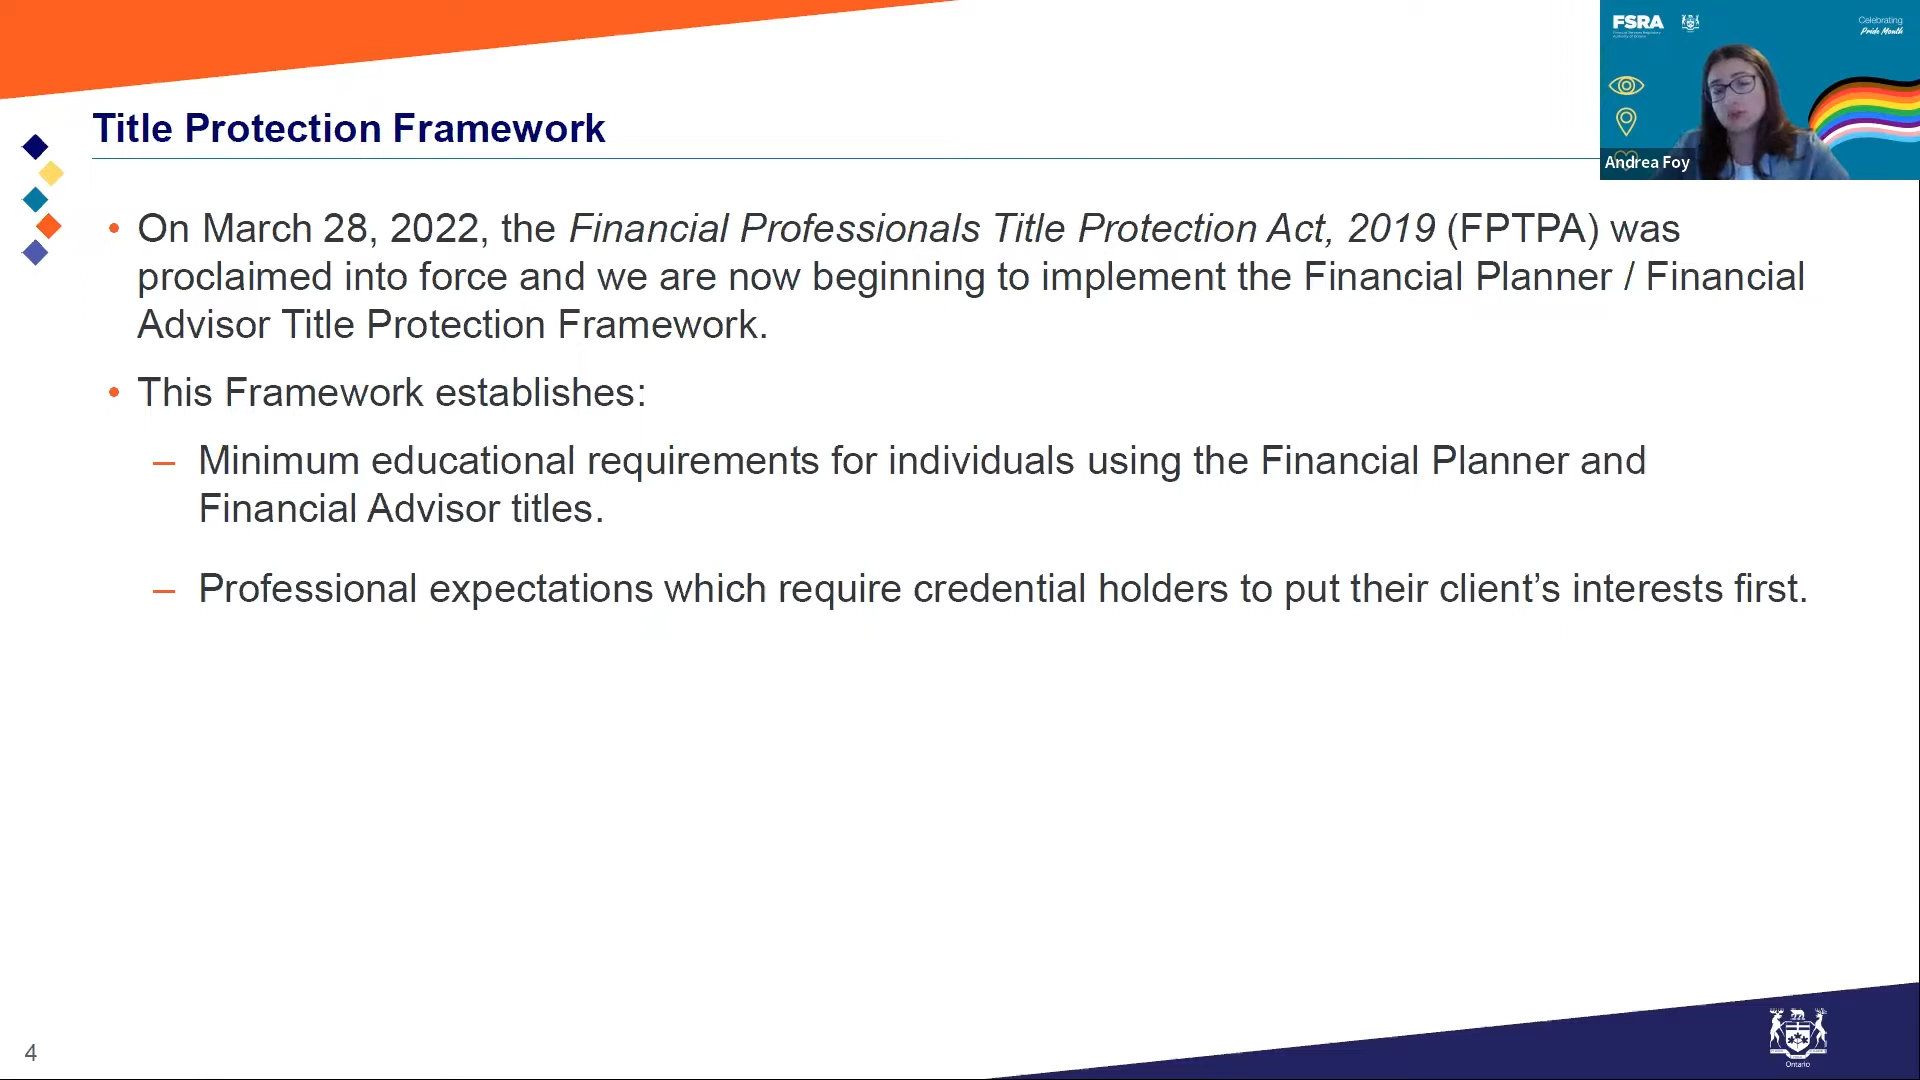 FSRA
Celebrating
Pride Month
Andrea Foy
Title Protection Framework
• On March 28, 2022, the Financial Professionals Title Protection Act, 2019 (FPTPA) was
proclaimed into force and we are now beginning to implement the Financial Planner / Financial
Advisor Title Protection Framework.
• This Framework establishes:
– Minimum educational requirements for individuals using the Financial Planner and
Financial Advisor titles.
– Professional expectations which require credential holders to put their client’s interests first.
4
Ontario